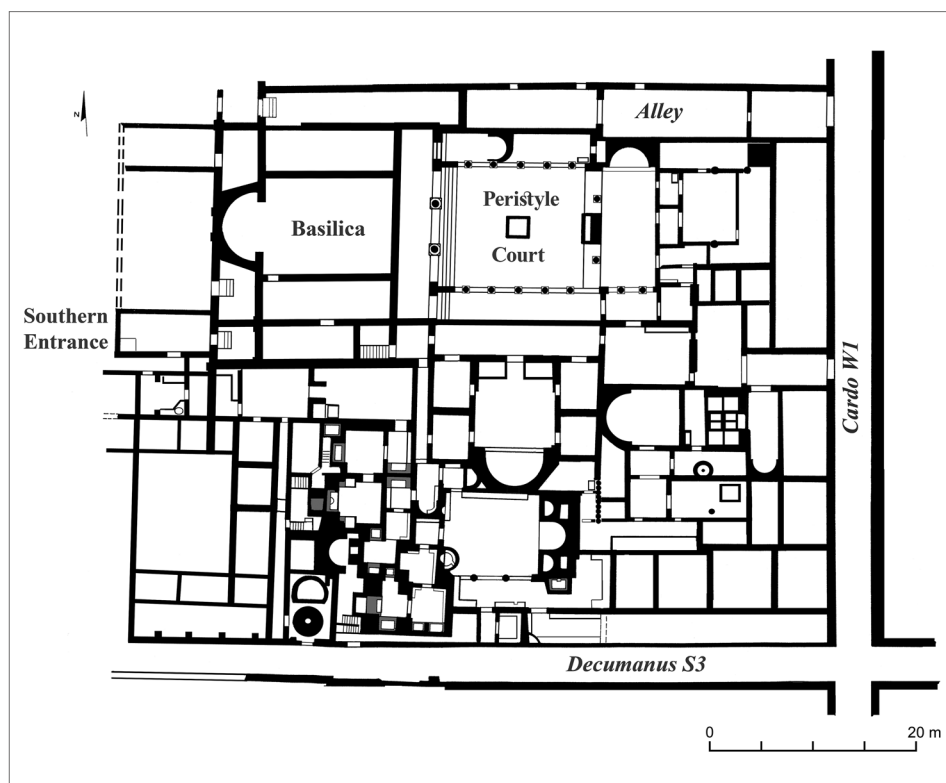 Alley
N
Peristyle
Court
Basilica
Southern
Entrance
Cardo W1
Decumanus S3
0
20 m